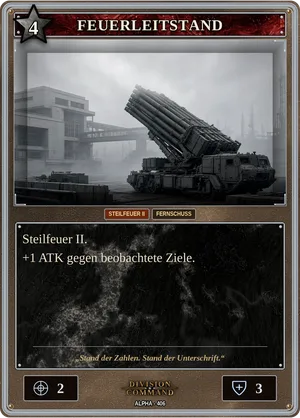 4
FEUERLEITSTAND
STEILFEUER II
FERNSCHUSS
Steilfeuer II.
+1 ATK gegen beobachtete Ziele.
„Stand der Zahlen. Stand der Unterschrift.“
2
DIVISION
COMMAND
ALPHA - 406
3